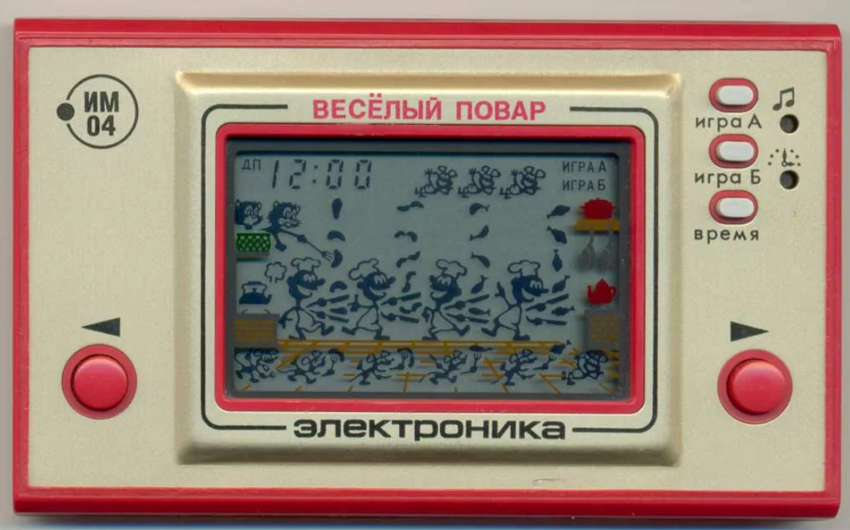 ИМ
04
ВЕСЁЛЫЙ ПОВАР
игра А
игра Б
время
ДП
12:00
ИГРА А
ИГРА Б
электроника